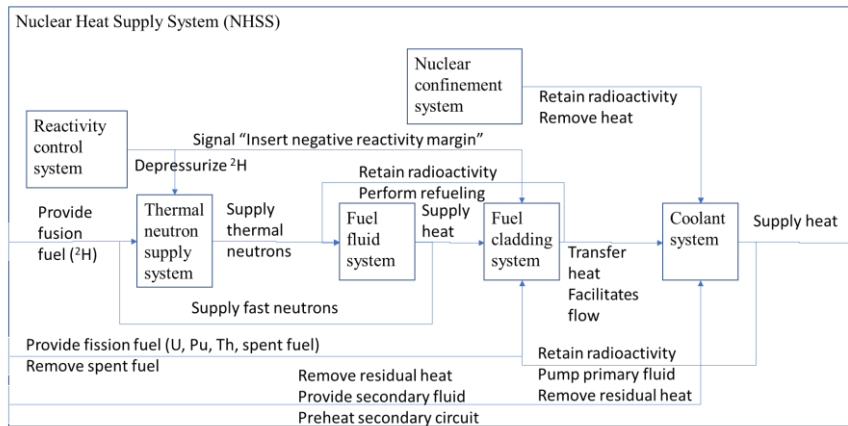 Nuclear Heat Supply System (NHSS)
Nuclear
confinement
system
Retain radioactivity
Remove heat
Reactivity
control
system
Signal “Insert negative reactivity margin”
Depressurize ²H
Retain radioactivity
Perform refueling
Provide
fusion
fuel (²H)
Thermal
neutron
supply
system
Supply
thermal
neutrons
Fuel
fluid
system
Supply
heat
Fuel
cladding
system
Transfer
heat
Facilitates
flow
Coolant
system
Supply heat
Supply fast neutrons
Provide fission fuel (U, Pu, Th, spent fuel)
Remove spent fuel
Retain radioactivity
Pump primary fluid
Remove residual heat
Remove residual heat
Provide secondary fluid
Preheat secondary circuit